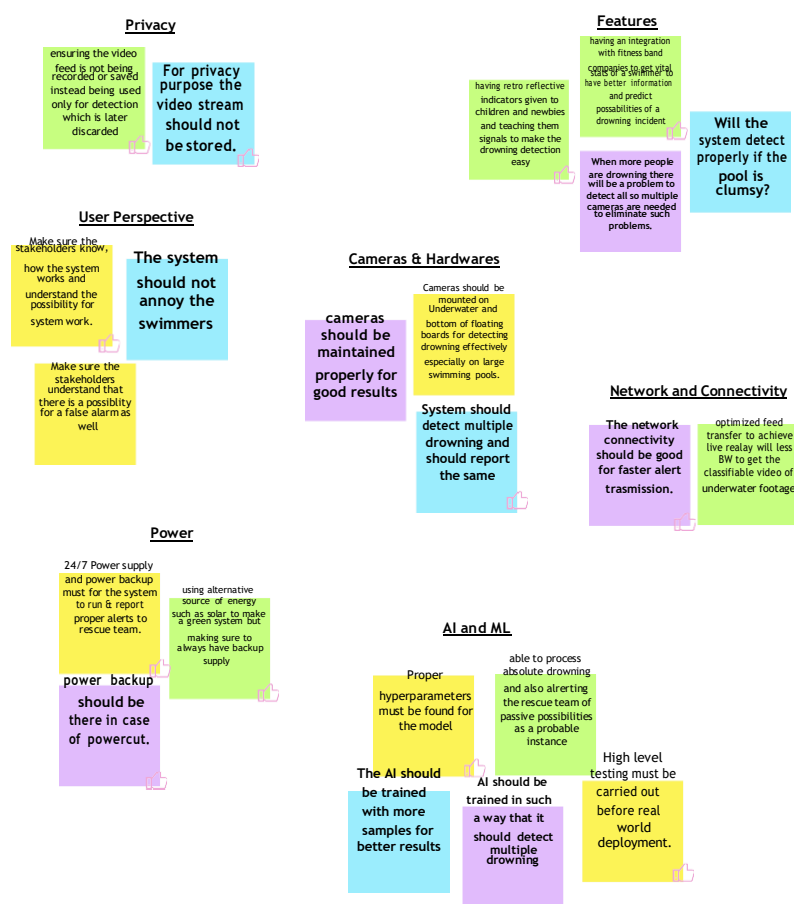 Privacy
ensuring the video
feed is not being
recorded or saved
instead being used
only for detection
which is later
discarded
For privacy
purpose the
video stream
should not
be stored.
Features
having an integration
with fitness band
companies to get vital
stats of a swimmer to
have better information
and predict
possabilities of a
drowning incident
having retro reflective
indicators given to
children and newbies
and teaching them
signals to make the
drowning detection
easy
Will the
system detect
properly if the
pool is
clumsy?
When more people
are drowning there
will be a problem to
detect all so multiple
cameras are needed
to eliminate such
problems.
User Perspective
Make sure the
stakeholders know,
how the system
works and
understand the
possibility for
system work.
The system
should not
annoy the
swimmers
Make sure the
stakeholders
understand that
there is a possiblity
for a false alarm as
well
Cameras & Hardwares
cameras
should be
maintained
properly for
good results
Cameras should be
mounted on
Underwater and
bottom of floating
boards for detecting
drowning effectively
especially on large
swimming pools.
System should
detect multiple
drowning and
should report
the same
Network and Connectivity
The network
connectivity
should be good
for faster alert
trasmission.
optimized feed
transfer to achieve
live realay will less
BW to get the
classifiable video of
underwater footage
Power
24/7 Power supply
and power backup
must for the system
to run & report
proper alerts to
rescue team.
using alternative
source of energy
such as solar to make
a green system but
making sure to
always have backup
supply
power backup
should be
there in case
of powercut.
AI and ML
Proper
hyperparameters
must be found for
the model
able to process
absolute drowning
and also alrerting
the rescue team of
passive possibilities
as a probable
instance
The AI should
be trained
with more
samples for
better results
AI should be
trained in such
a way that it
should detect
multiple
drowning
High level
testing must be
carried out
before real
world
deployment.